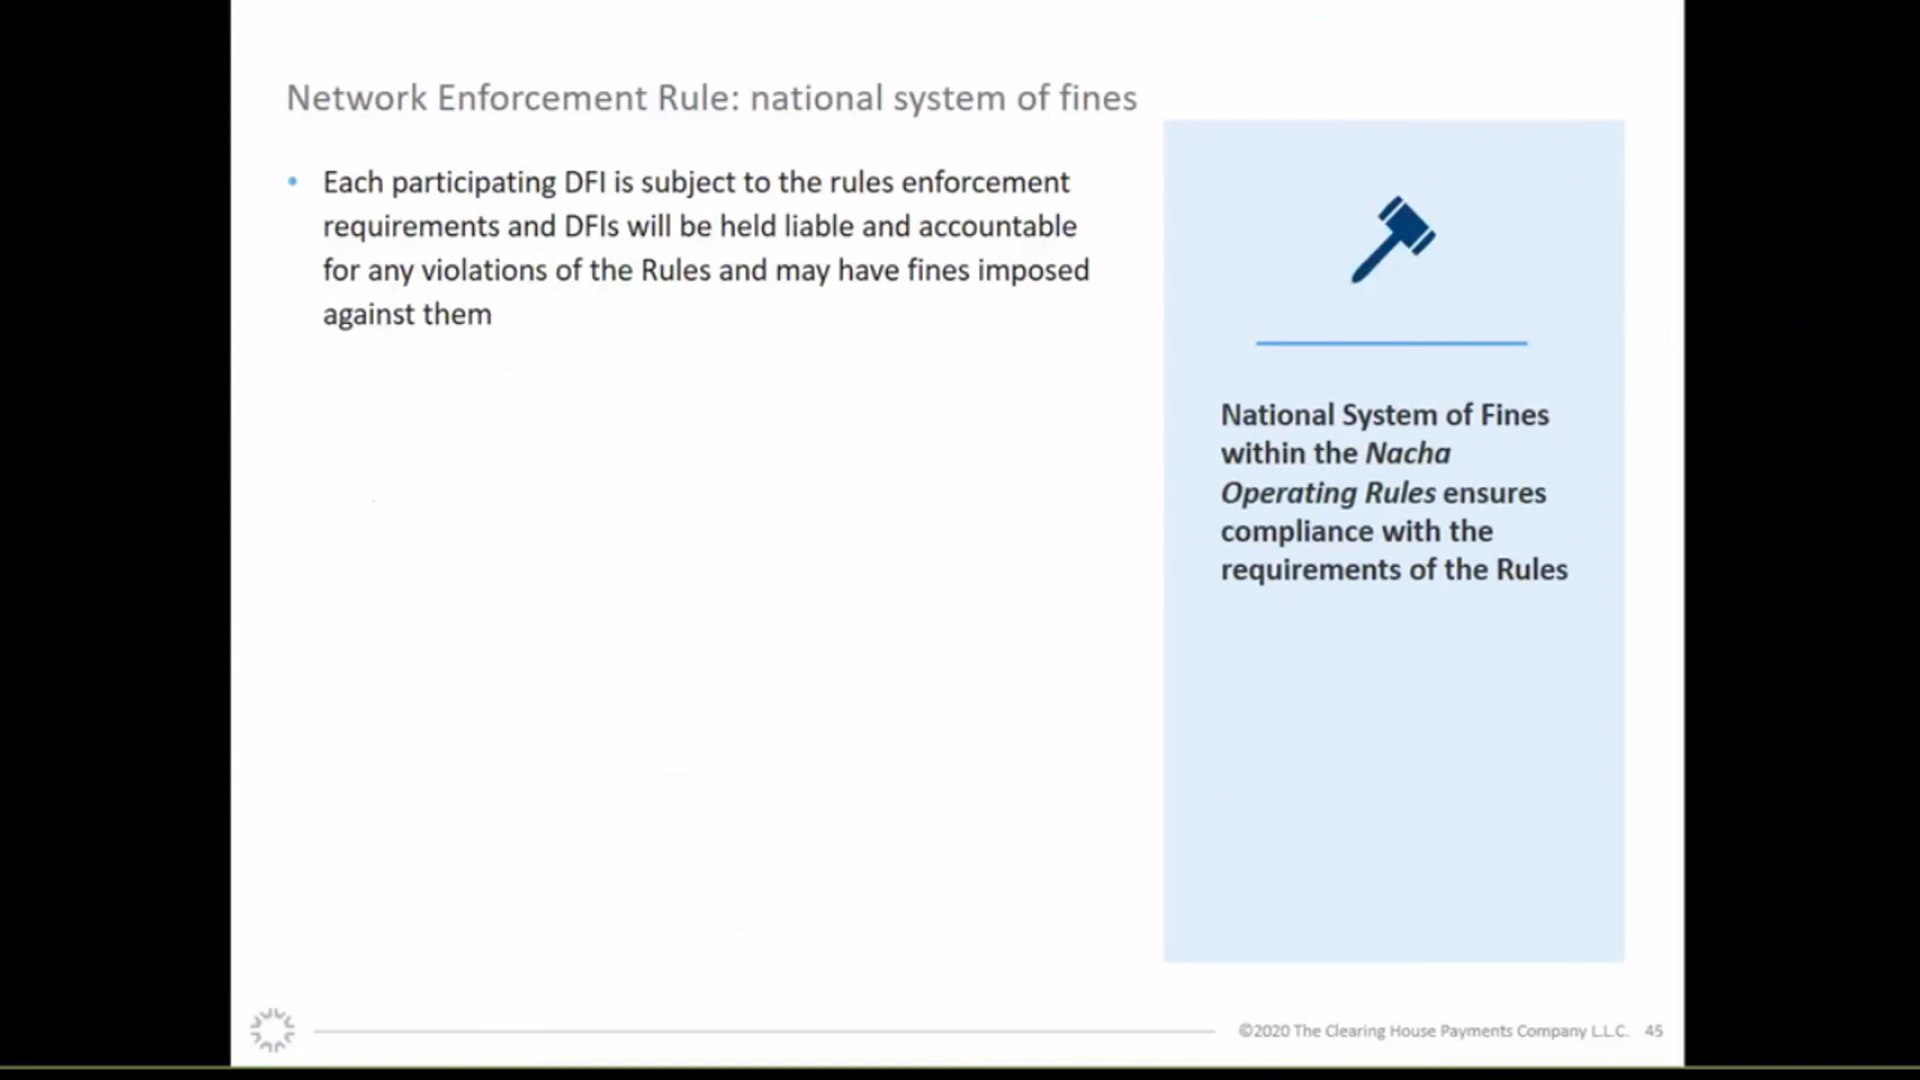 Network Enforcement Rule: national system of fines
• Each participating DFI is subject to the rules enforcement
requirements and DFIs will be held liable and accountable
for any violations of the Rules and may have fines imposed
against them
National System of Fines
within the Nacha
Operating Rules ensures
compliance with the
requirements of the Rules
©2020 The Clearing House Payments Company L.L.C. 45